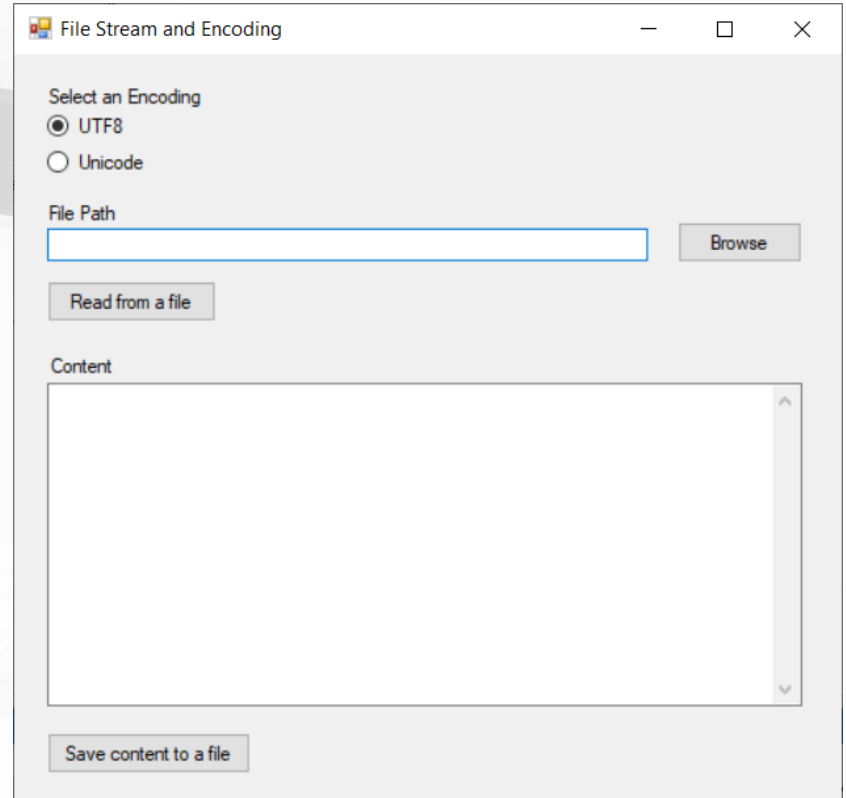 File Stream and Encoding
Select an Encoding
UTF8
Unicode
File Path
Browse
Read from a file
Content
Save content to a file